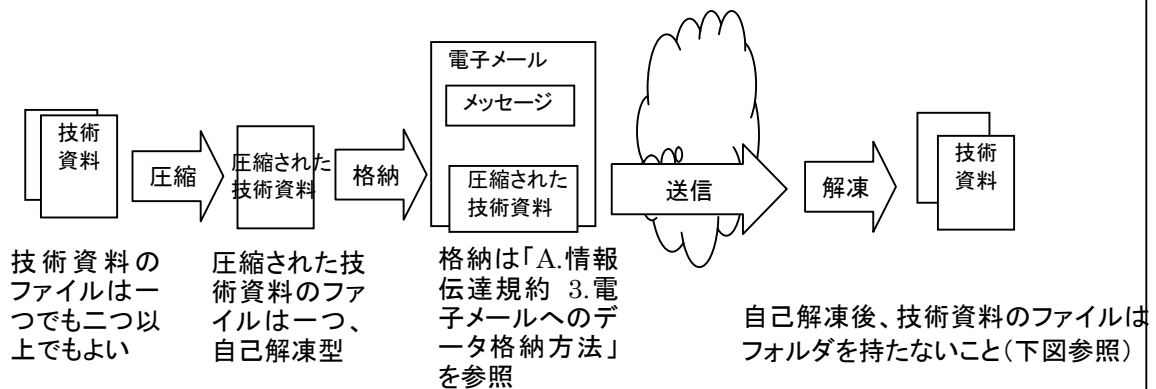 電子メール
メッセージ
技術
資料
圧縮
圧縮された
技術資料
格納
圧縮された
技術資料
送信
解凍
技術
資料
技術資料の
ファイルは一
つでも二つ以
上でもよい
圧縮された技
術資料のファ
イルは一つ、
自己解凍型
格納は「A.情報
伝達規約 3.電
子メールへのデ
ータ格納方法」
を参照
自己解凍後、技術資料のファイルは
フォルダを持たないこと(下図参照)